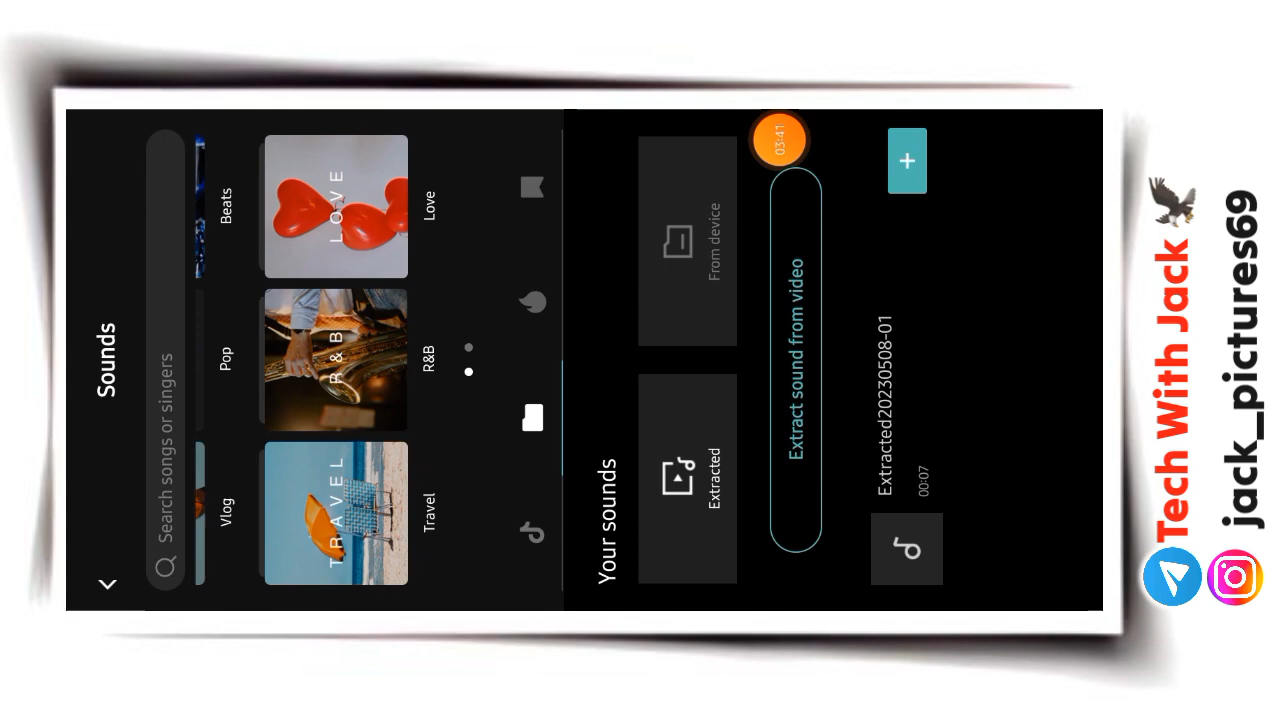 Sounds
Search songs or singers
Vlog
Pop
Beats
TRAVEL
R & B
LOVE
Travel
R&B
Love
Your sounds
Extracted
From device
03:41
Extract sound from video
Extracted20230508-01
00:07
+
Tech With Jack
jack_pictures69